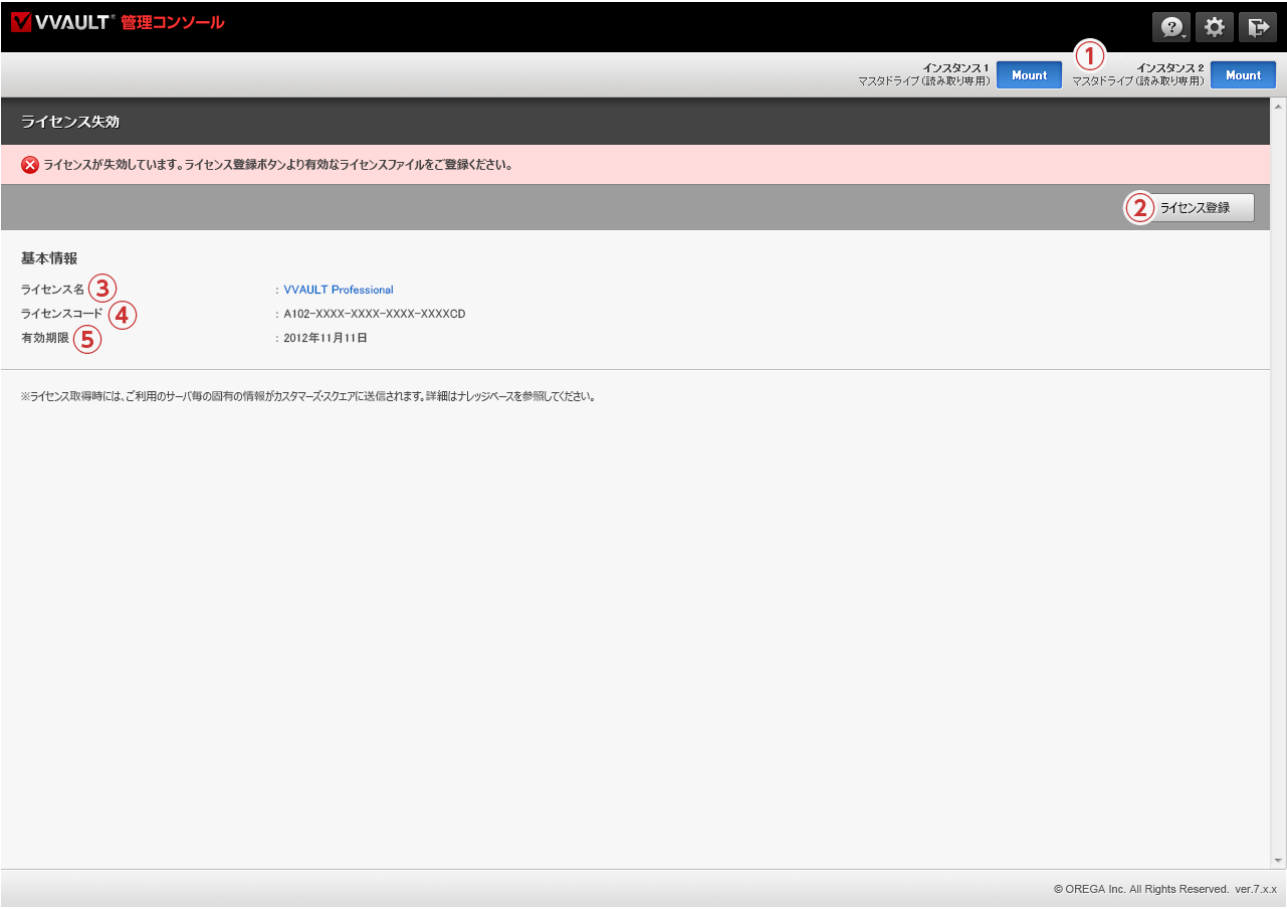 VVAULT® 管理コンソール
インスタンス1
マスタドライブ(読み取り専用)
Mount
①
インスタンス2
マスタドライブ(読み取り専用)
Mount
ライセンス失効
ライセンスが失効しています。ライセンス登録ボタンより有効なライセンスファイルをご登録ください。
② ライセンス登録
基本情報
ライセンス名 ③ : VVAULT Professional
ライセンスコード ④ : A102-XXXX-XXXX-XXXX-XXXXCD
有効期限 ⑤ : 2012年11月11日
※ライセンス取得時には、ご利用のサーバ毎の固有の情報がカスタマーズ・スクエアに送信されます。詳細はナレッジベースを参照してください。
© OREGA Inc. All Rights Reserved. ver.7.x.x